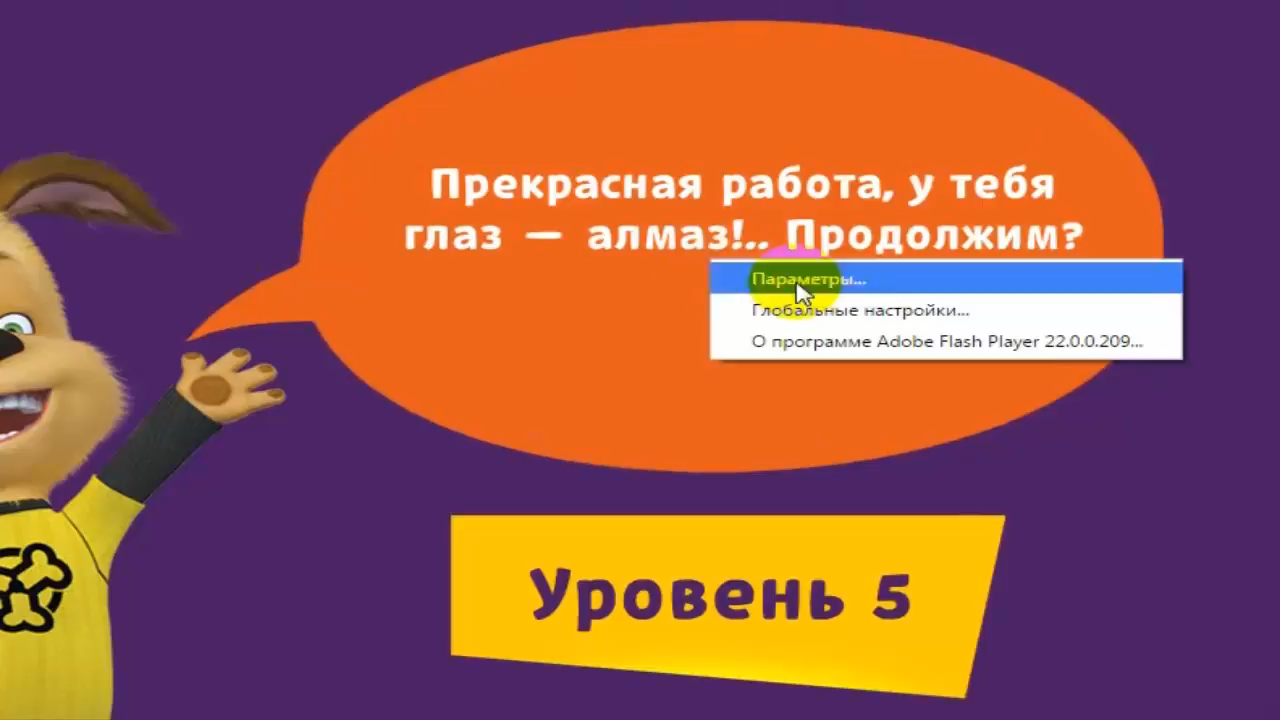 Прекрасная работа, у тебя
глаз — алмаз!.. Продолжим?
Параметры...
Глобальные настройки...
О программе Adobe Flash Player 22.0.0.209...
Уровень 5